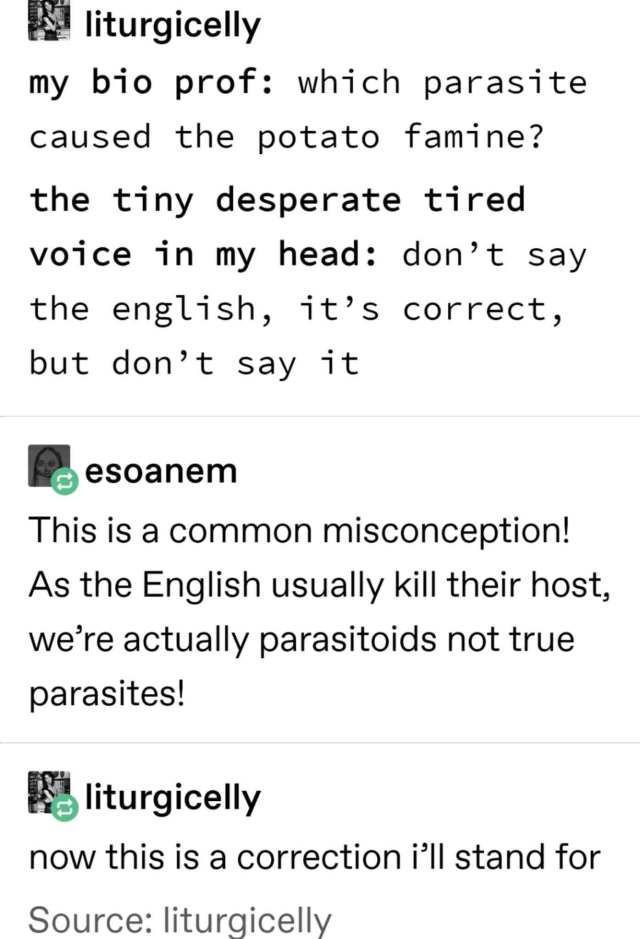 liturgicelly
my bio prof: which parasite
caused the potato famine?
the tiny desperate tired
voice in my head: don’t say
the english, it’s correct,
but don’t say it
esoanem
This is a common misconception!
As the English usually kill their host,
we’re actually parasitoids not true
parasites!
liturgicelly
now this is a correction i’ll stand for
Source: liturgicelly